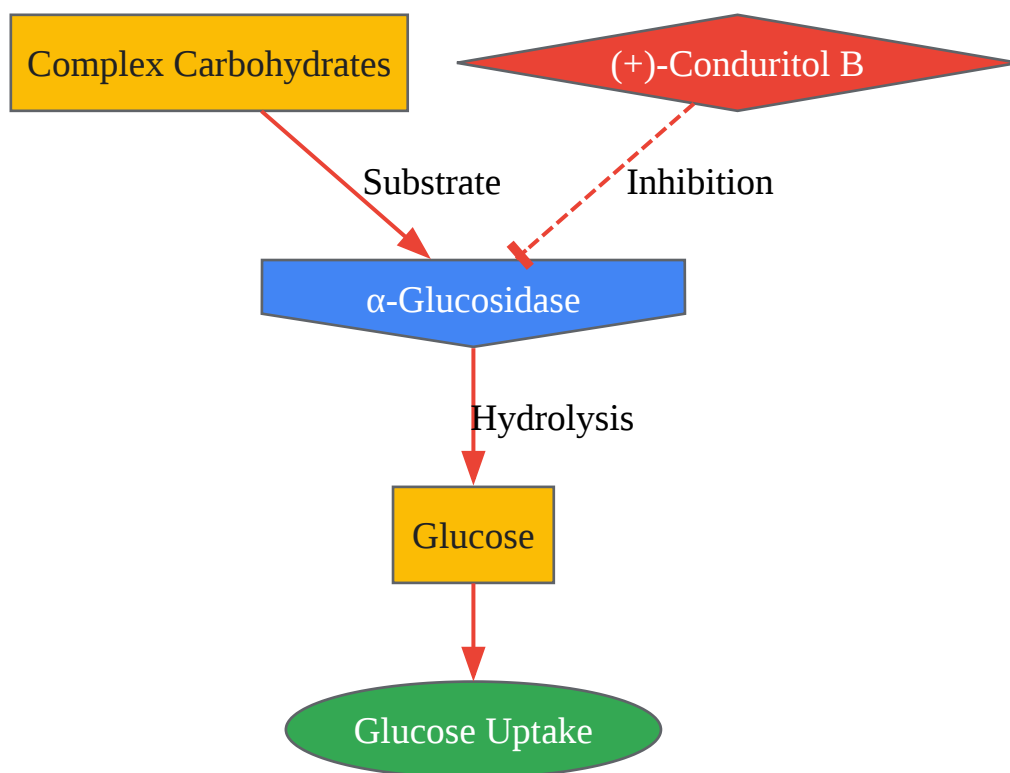 Complex Carbohydrates
(+)-Conduritol B
Substrate
Inhibition
α-Glucosidase
Hydrolysis
Glucose
Glucose Uptake